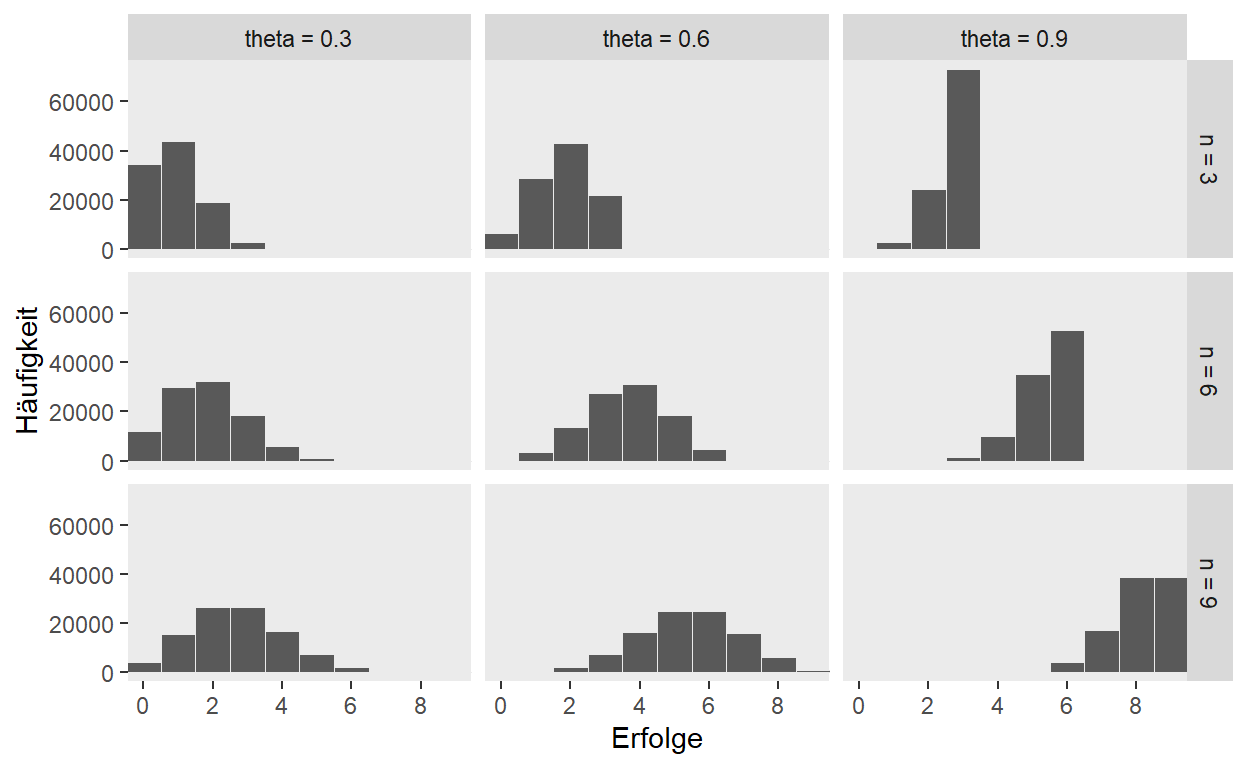 theta = 0.3
theta = 0.6
theta = 0.9
60000
40000
20000
0
n = 3
60000
40000
20000
0
n = 6
60000
40000
20000
0
n = 9
Häufigkeit
0 2 4 6 8
0 2 4 6 8
0 2 4 6 8
Erfolge